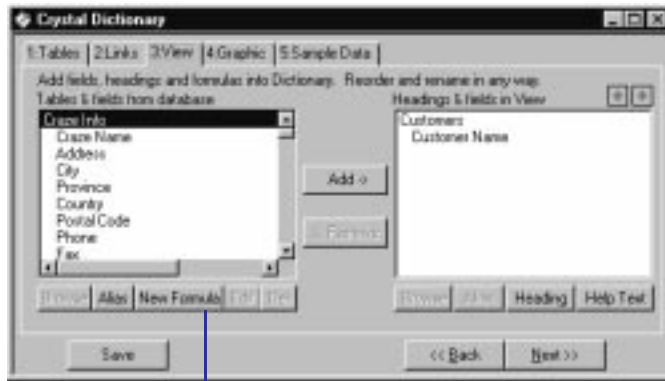 Crystal Dictionary
1:Tables 2:Links 3:View 4:Graphic 5:Sample Data
Add fields, headings and formulas into Dictionary. Reorder and rename in any way.
Tables & fields from database
Headings & fields in View
Craze Info
Craze Name
Address
City
Province
Country
Postal Code
Phone
Fax
Customers
Customer Name
Add ->
<- Remove
Browse Alias New Formula Edit Del
Browse Alias Heading Help Text
Save << Back Next >>